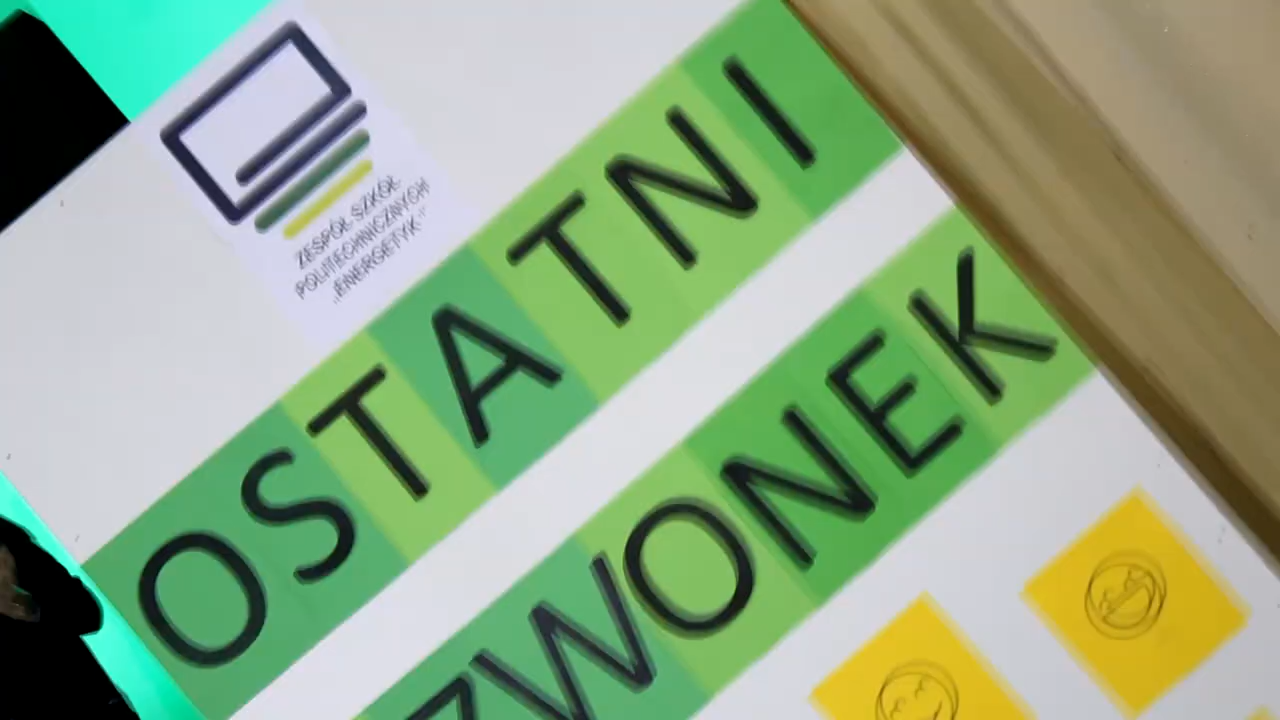 ZESPÓŁ SZKÓŁ
POLITECHNICZNYCH
„ENERGETYK”
OSTATNI
ZWONEK